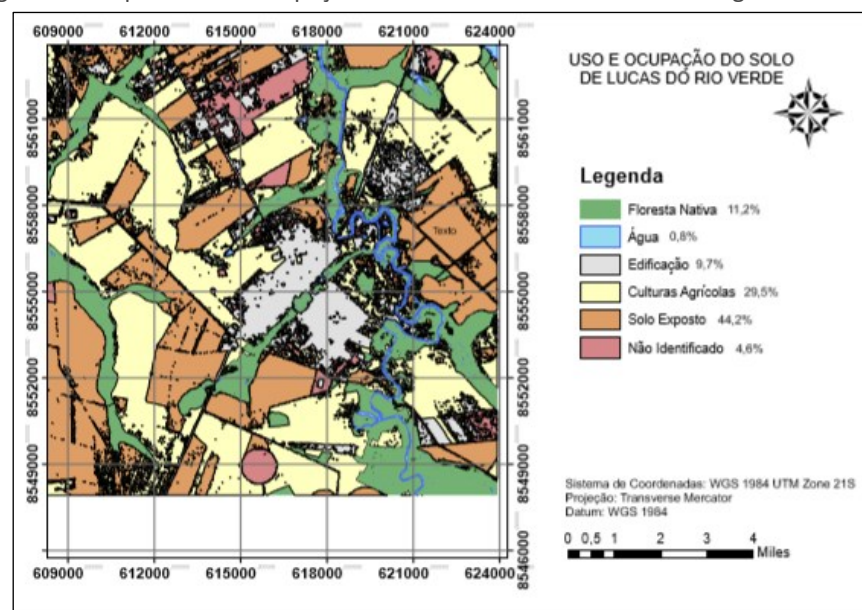 609000 612000 615000 618000 621000 624000
USO E OCUPAÇÃO DO SOLO
DE LUCAS DO RIO VERDE
8561000
8558000
8555000
8552000
8549000
8546000
Texto
Legenda
Floresta Nativa 11,2%
Água 0,8%
Edificação 9,7%
Culturas Agrícolas 29,5%
Solo Exposto 44,2%
Não Identificado 4,6%
8561000
8558000
8555000
8552000
8549000
Sistema de Coordenadas: WGS 1984 UTM Zone 21S
Projeção: Transverse Mercator
Datum: WGS 1984
0 0,5 1 2 3 4
Miles
609000 612000 615000 618000 621000 624000